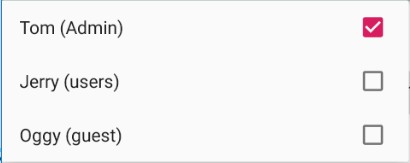 Tom (Admin)
Jerry (users)
Oggy (guest)